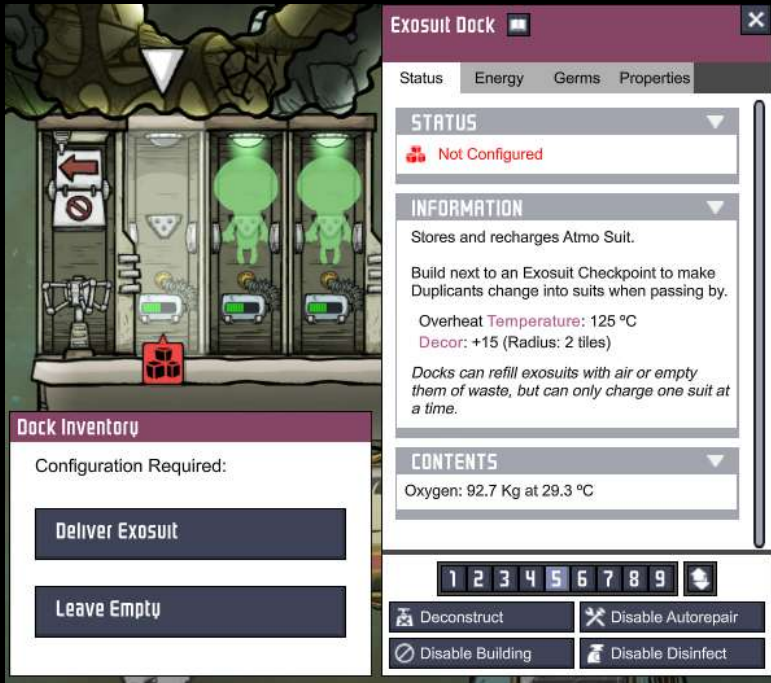 Exosuit Dock
Status Energy Germs Properties
STATUS
Not Configured
INFORMATION
Stores and recharges Atmo Suit.
Build next to an Exosuit Checkpoint to make
Duplicants change into suits when passing by.
Overheat Temperature: 125 ºC
Decor: +15 (Radius: 2 tiles)
Docks can refill exosuits with air or empty
them of waste, but can only charge one suit at
a time.
CONTENTS
Oxygen: 92.7 Kg at 29.3 ºC
1 2 3 4 5 6 7 8 9
Deconstruct Disable Autorepair
Disable Building Disable Disinfect
Dock Inventory
Configuration Required:
Deliver Exosuit
Leave Empty